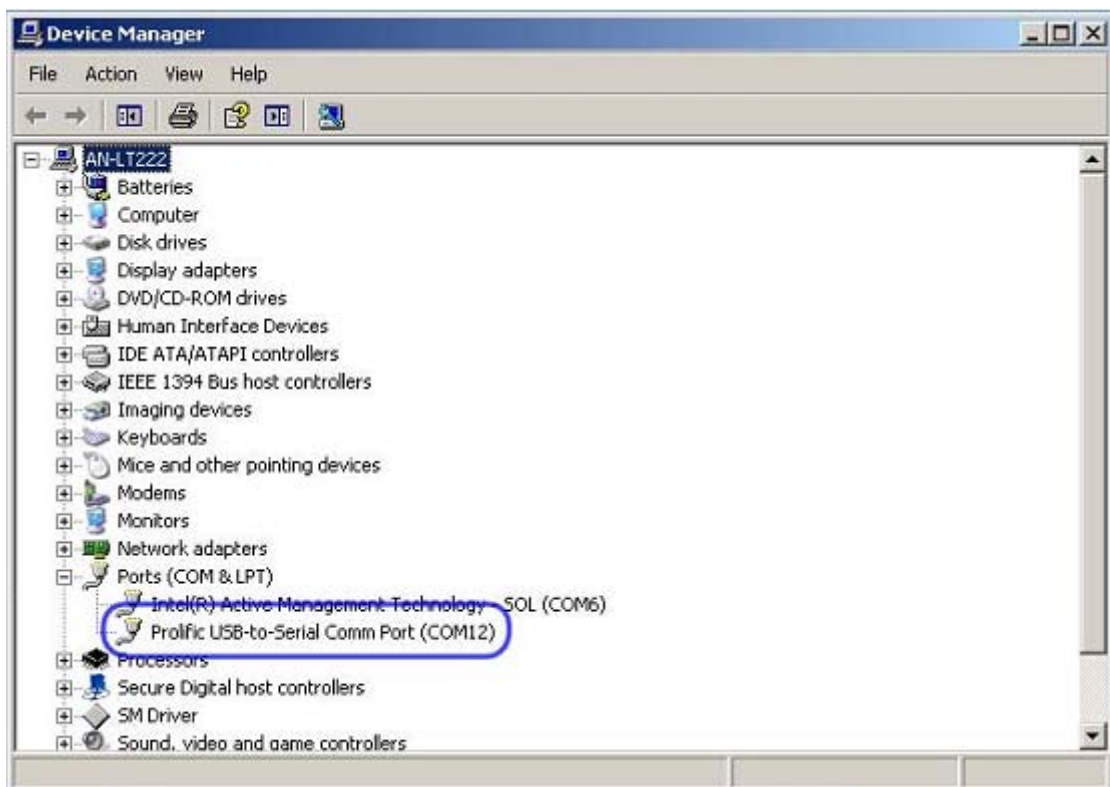 Device Manager
File Action View Help
AN-LT222
Batteries
Computer
Disk drives
Display adapters
DVD/CD-ROM drives
Human Interface Devices
IDE ATA/ATAPI controllers
IEEE 1394 Bus host controllers
Imaging devices
Keyboards
Mice and other pointing devices
Modems
Monitors
Network adapters
Ports (COM & LPT)
Intel(R) Active Management Technology - SOL (COM6)
Prolific USB-to-Serial Comm Port (COM12)
Processors
Secure Digital host controllers
SM Driver
Sound, video and game controllers